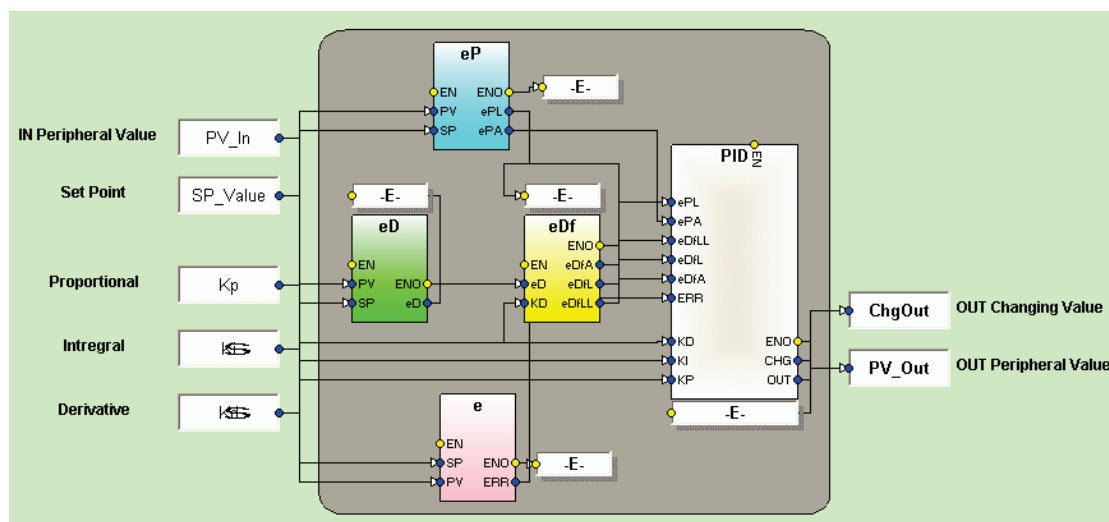 eP
EN
ENO
PV
ePL
SP
ePA
-E-
IN Peripheral Value
PV_In
Set Point
SP_Value
-E-
eD
EN
PV
ENO
SP
eD
-E-
eDf
ENO
EN
eDfA
eD
eDfL
KD
eDfLL
PID
EN
ePL
ePA
eDfLL
eDfL
eDfA
ERR
KD
ENO
KI
CHG
KP
OUT
-E-
Proportional
Kp
Intregral
Derivative
e
EN
SP
ENO
PV
ERR
-E-
ChgOut
OUT Changing Value
PV_Out
OUT Peripheral Value